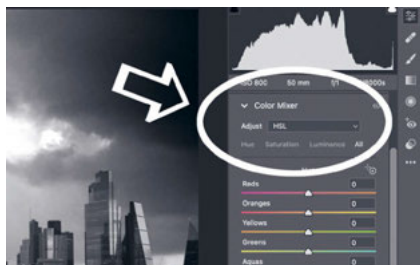 ISO 800 50 mm f/1
Color Mixer
Adjust HSL
Hue Saturation Luminance All
Reds 0
Oranges 0
Yellows 0
Greens 0
Aquas 0